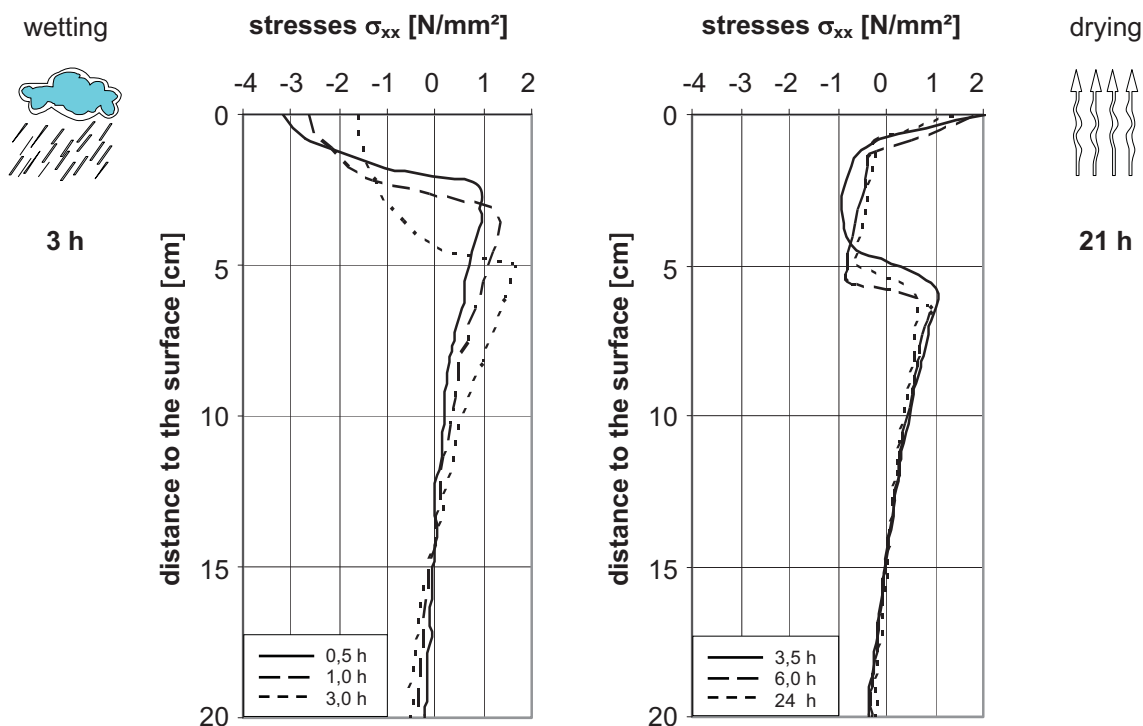 wetting
3 h
stresses σxx [N/mm²]
-4 -3 -2 -1 0 1 2
0
5
10
15
20
distance to the surface [cm]
0,5 h
1,0 h
3,0 h
stresses σxx [N/mm²]
-4 -3 -2 -1 0 1 2
0
5
10
15
20
distance to the surface [cm]
3,5 h
6,0 h
24 h
drying
21 h